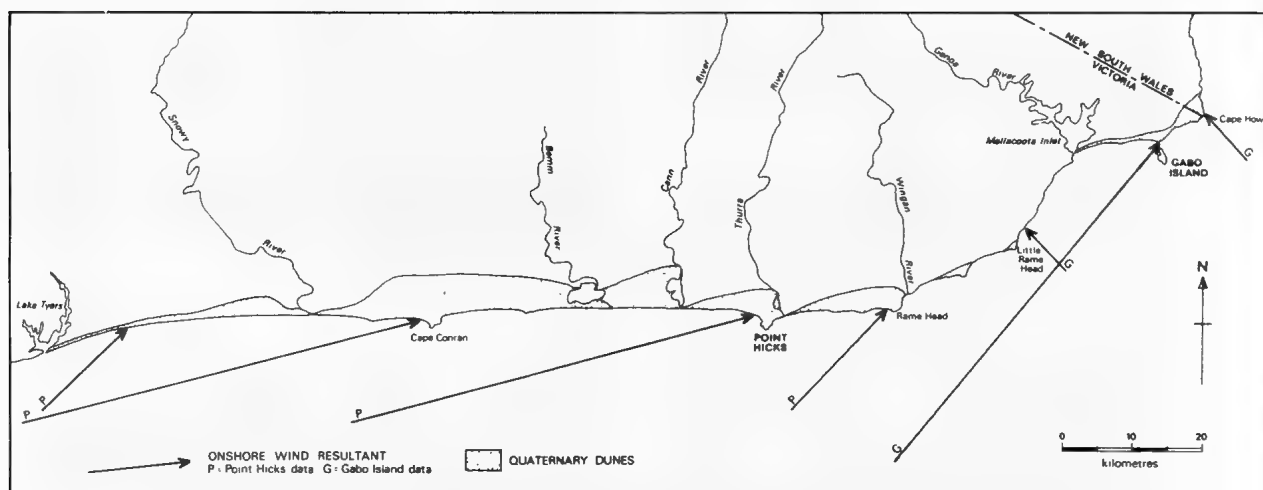 NEW SOUTH WALES
VICTORIA
Genoa
River
Snowy
River
Bemm
River
Cann
River
Thurra
River
Wingan
River
Mallacoota Inlet
Cape How
GABO
ISLAND
Little
Rame
Head
Lake Tyers
Cape Conran
POINT
HICKS
Rame Head
N
P
P
P
P
G
G
G
ONSHORE WIND RESULTANT
P=Point Hicks data G=Gabo Island data
QUATERNARY DUNES
0 10 20
kilometres